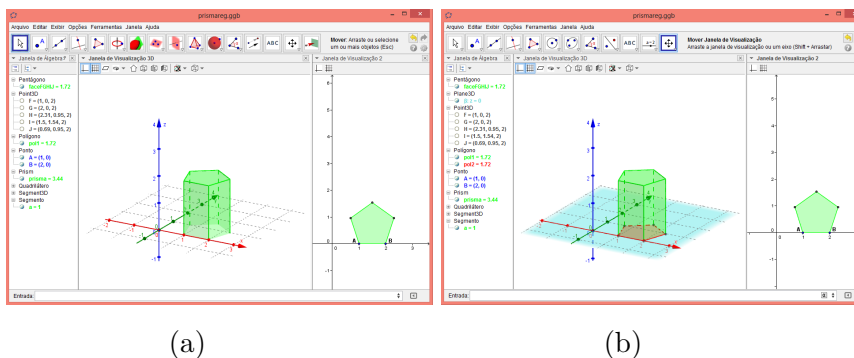 prismareg.ggb
Arquivo Editar Exibir Opções Ferramentas Janela Ajuda
ABC
Mover: Arraste ou selecione
um ou mais objetos (Esc)
Janela de Álgebra
Janela de Visualização 3D
Janela de Visualização 2
Pentágono
faceFGHIJ = 1.72
Point3D
F = (1, 0, 2)
G = (2, 0, 2)
H = (2.31, 0.95, 2)
I = (1.5, 1.54, 2)
J = (0.69, 0.95, 2)
Polígono
pol1 = 1.72
Ponto
A = (1, 0)
B = (2, 0)
Prism
prisma = 3.44
Quadrilátero
Segment3D
Segmento
a = 1
A B
Entrada:
(a)
prismareg.ggb
Arquivo Editar Exibir Opções Ferramentas Janela Ajuda
ABC a=2
Mover Janela de Visualização
Arraste a janela de visualização ou um eixo (Shift + Arrastar)
Janela de Álgebra
Janela de Visualização 3D
Janela de Visualização 2
Pentágono
faceFGHIJ = 1.72
Plane3D
Point3D
F = (1, 0, 2)
G = (2, 0, 2)
H = (2.31, 0.95, 2)
I = (1.5, 1.54, 2)
J = (0.69, 0.95, 2)
Polígono
pol1 = 1.72
pol2 = 1.72
Ponto
A = (1, 0)
B = (2, 0)
Prism
prisma = 3.44
Quadrilátero
Segment3D
Segmento
a = 1
A B
Entrada:
(b)